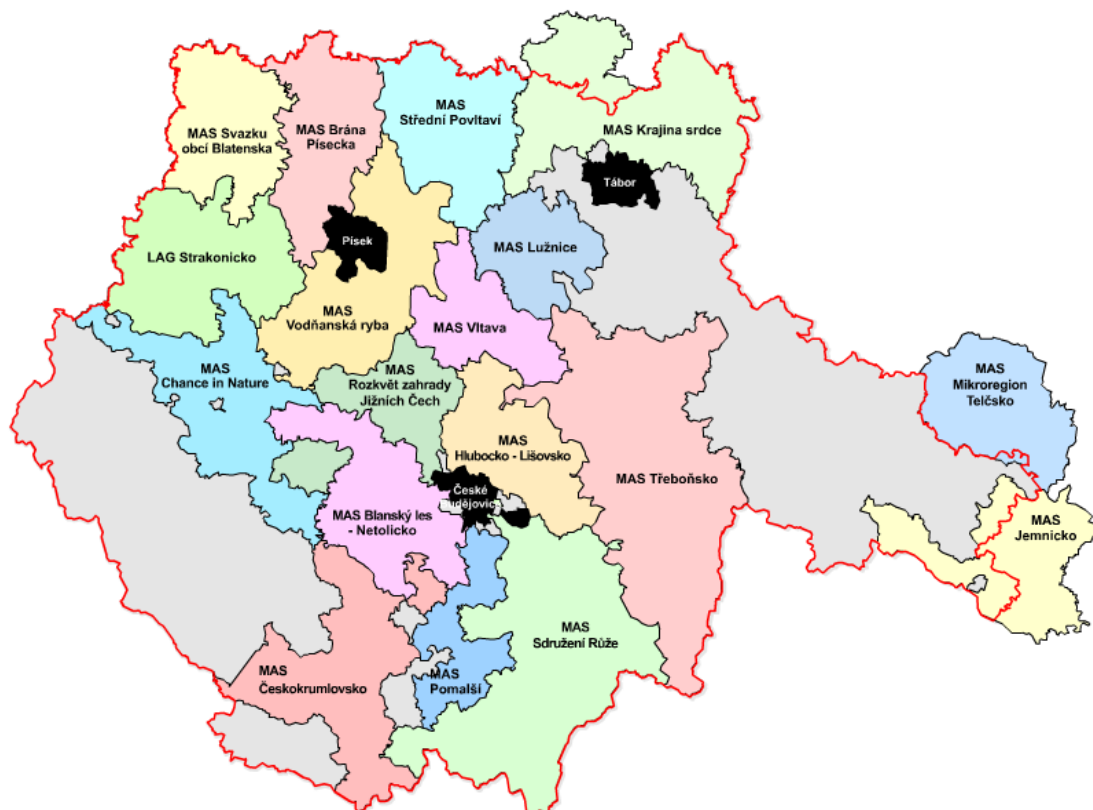 MAS
Střední Povltaví
MAS Svazku
obcí Blatenska
MAS Brána
Písecka
MAS Krajina srdce
Tábor
Písek
MAS Lužnice
LAG Strakonicko
MAS
Vodňanská ryba
MAS Vltava
MAS
Chance in Nature
MAS
Rozkvět zahrady
Jižních Čech
MAS
Mikroregion
Telčsko
MAS
Hlubocko - Lišovsko
MAS Třeboňsko
České
Budějovice
MAS Blanský les
- Netolicko
MAS
Jemnicko
MAS
Sdružení Růže
MAS
Českokrumlovsko
MAS
Pomalší